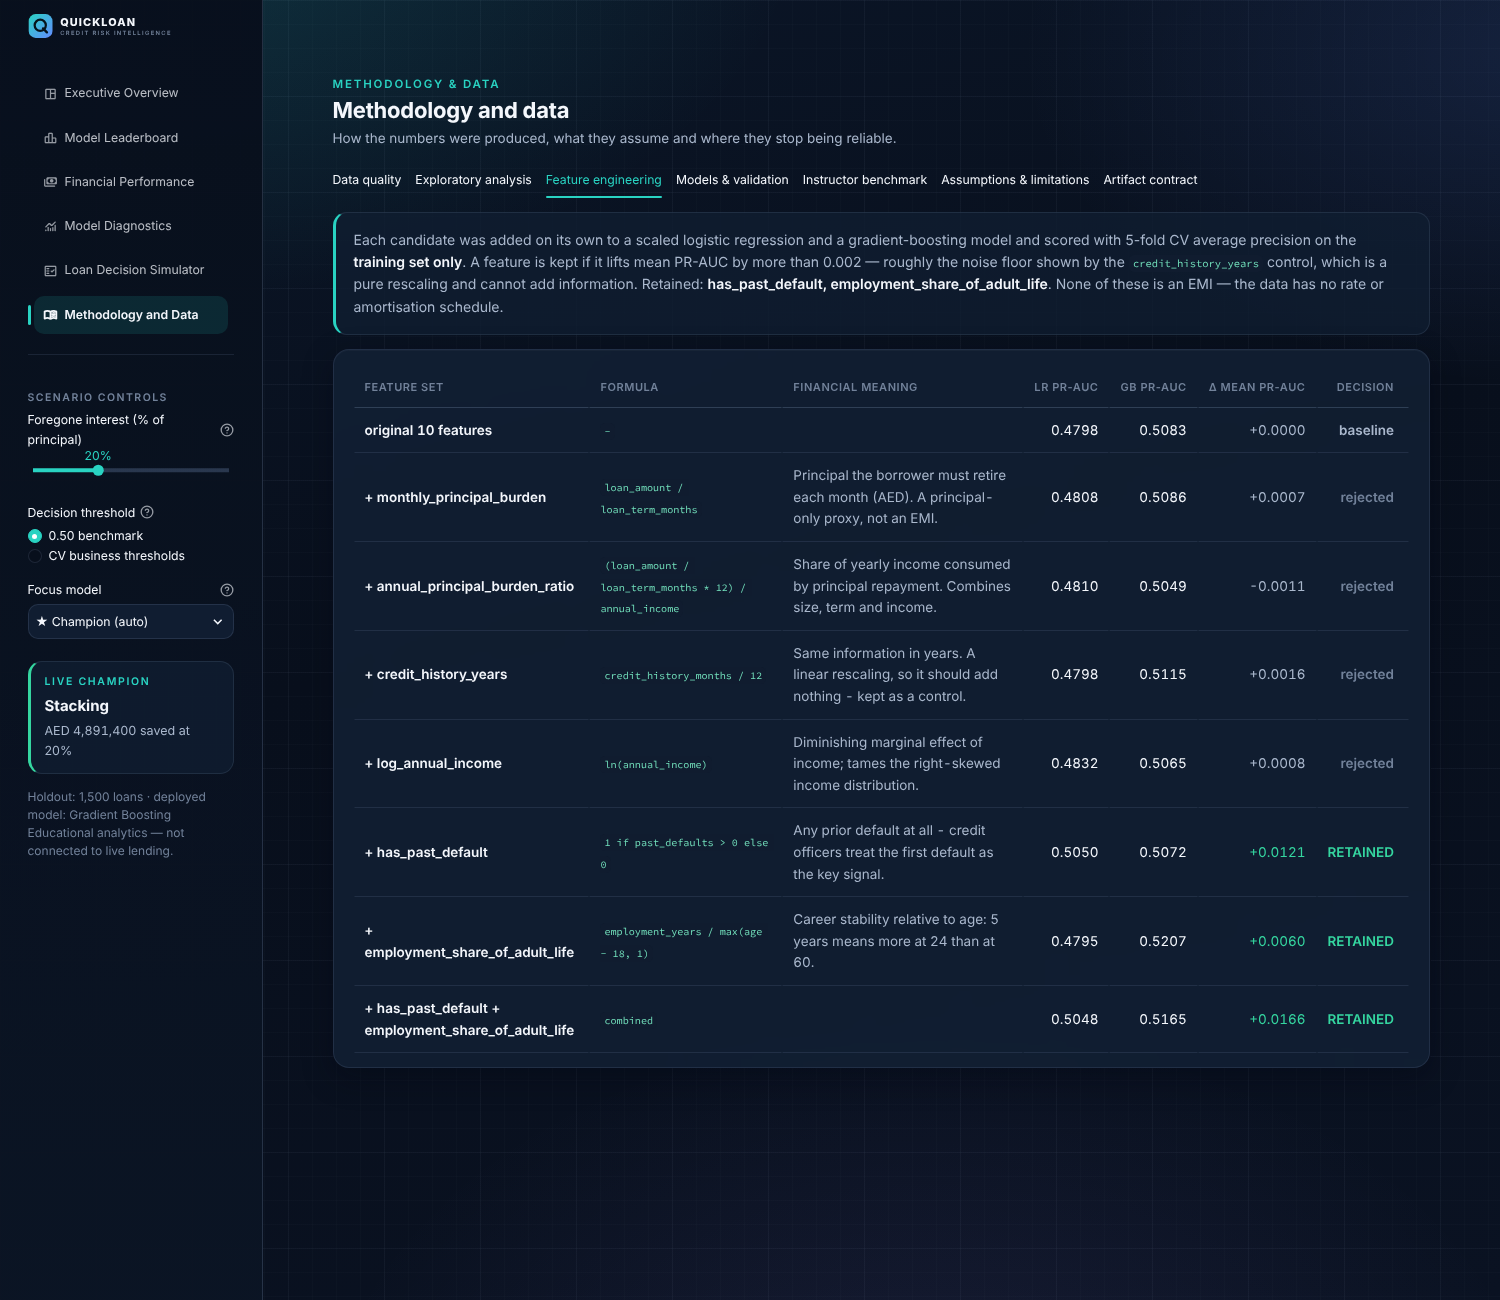 QUICKLOAN
CREDIT RISK INTELLIGENCE
Executive Overview
Model Leaderboard
Financial Performance
Model Diagnostics
Loan Decision Simulator
Methodology and Data
SCENARIO CONTROLS
Foregone interest (% of
principal)
20%
Decision threshold
0.50 benchmark
CV business thresholds
Focus model
★ Champion (auto)
LIVE CHAMPION
Stacking
AED 4,891,400 saved at
20%
Holdout: 1,500 loans · deployed
model: Gradient Boosting
Educational analytics — not
connected to live lending.
METHODOLOGY & DATA
Methodology and data
How the numbers were produced, what they assume and where they stop being reliable.
Data quality Exploratory analysis Feature engineering Models & validation Instructor benchmark Assumptions & limitations Artifact contract
Each candidate was added on its own to a scaled logistic regression and a gradient-boosting model and scored with 5-fold CV average precision on the
training set only. A feature is kept if it lifts mean PR-AUC by more than 0.002 — roughly the noise floor shown by the credit_history_years control, which is a
pure rescaling and cannot add information. Retained: has_past_default, employment_share_of_adult_life. None of these is an EMI — the data has no rate or
amortisation schedule.
FEATURE SET FORMULA FINANCIAL MEANING LR PR-AUC GB PR-AUC Δ MEAN PR-AUC DECISION
original 10 features – 0.4798 0.5083 +0.0000 baseline
+ monthly_principal_burden
loan_amount /
loan_term_months
Principal the borrower must retire
each month (AED). A principal-
only proxy, not an EMI.
0.4808 0.5086 +0.0007 rejected
+ annual_principal_burden_ratio
(loan_amount /
loan_term_months * 12) /
annual_income
Share of yearly income consumed
by principal repayment. Combines
size, term and income.
0.4810 0.5049 -0.0011 rejected
+ credit_history_years
credit_history_months / 12
Same information in years. A
linear rescaling, so it should add
nothing - kept as a control.
0.4798 0.5115 +0.0016 rejected
+ log_annual_income
ln(annual_income)
Diminishing marginal effect of
income; tames the right-skewed
income distribution.
0.4832 0.5065 +0.0008 rejected
+ has_past_default
1 if past_defaults > 0 else
0
Any prior default at all - credit
officers treat the first default as
the key signal.
0.5050 0.5072 +0.0121 RETAINED
+
employment_share_of_adult_life
employment_years / max(age
− 18, 1)
Career stability relative to age: 5
years means more at 24 than at
60.
0.4795 0.5207 +0.0060 RETAINED
+ has_past_default +
employment_share_of_adult_life
combined
0.5048 0.5165 +0.0166 RETAINED